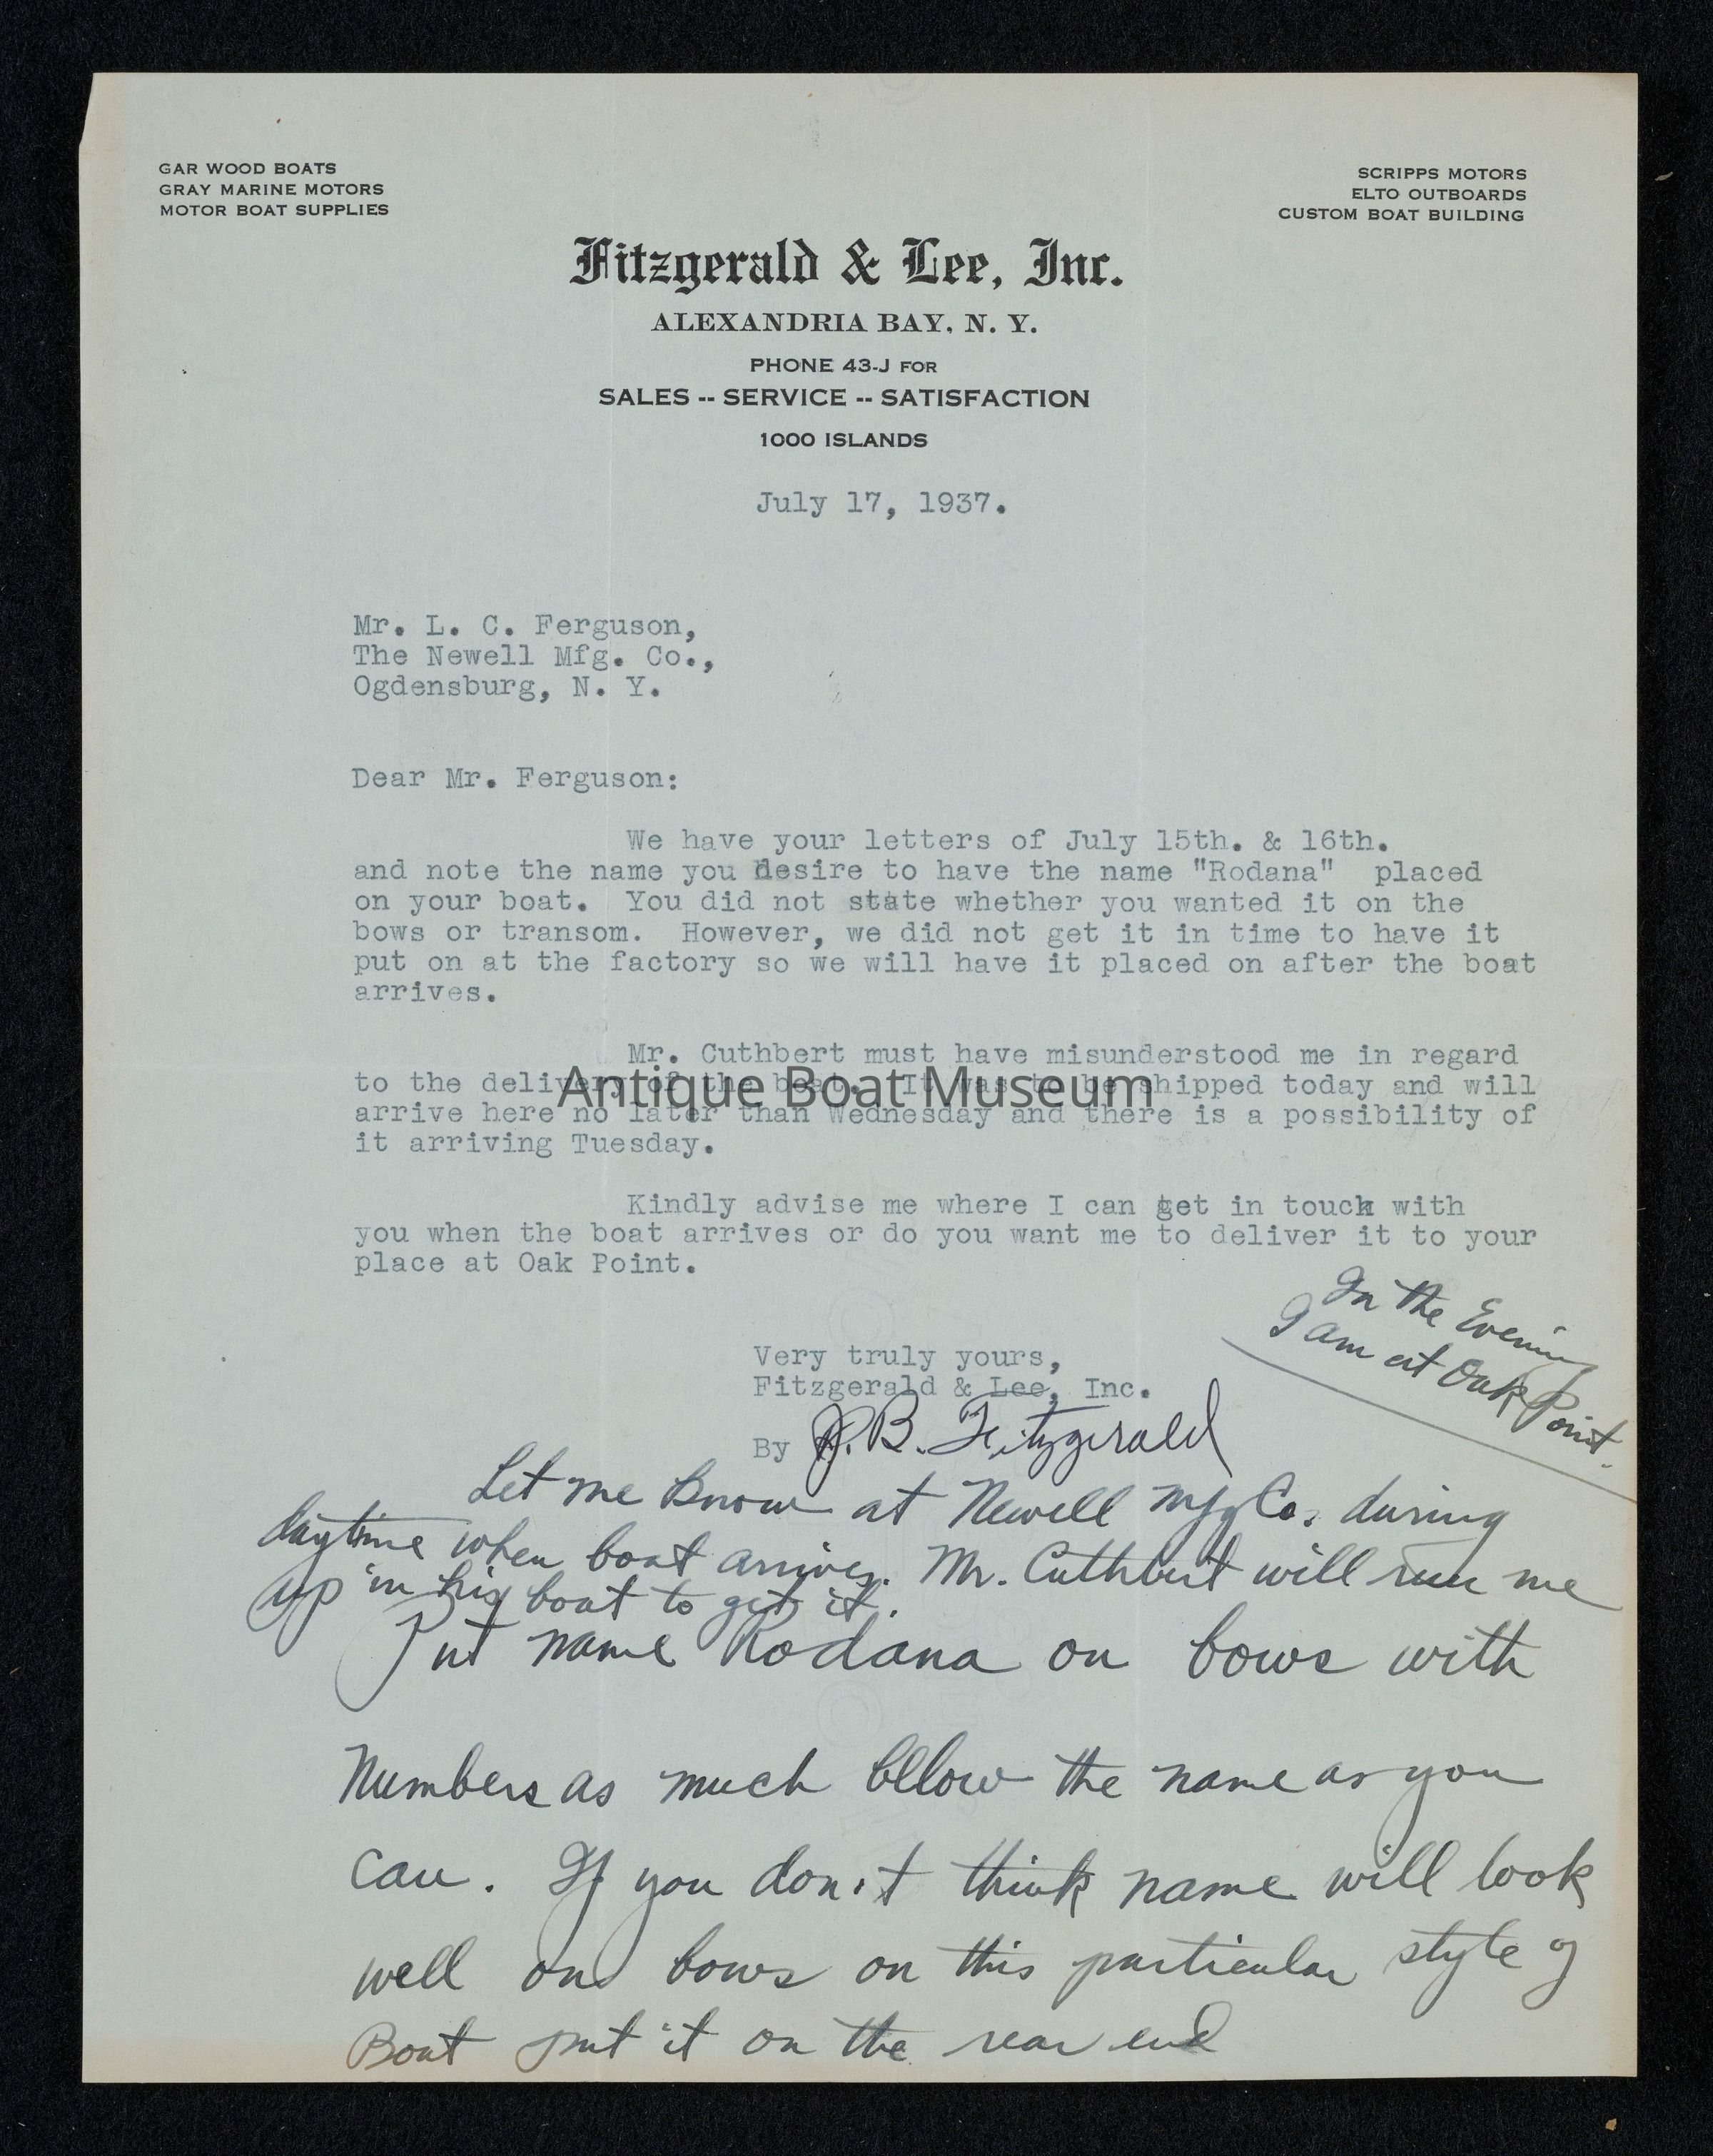 GAR WOOD BOATS
GRAY MARINE MOTORS
MOTOR BOAT SUPPLIES
SCRIPPS MOTORS
ELTO OUTBOARDS
CUSTOM BOAT BUILDING
Fitzgerald & Lee, Inc.
ALEXANDRIA BAY, N. Y.
PHONE 43-J FOR
SALES -- SERVICE -- SATISFACTION
1000 ISLANDS
July 17, 1937.
Mr. L. C. Ferguson,
The Newell Mfg. Co.,
Ogdensburg, N. Y.
Dear Mr. Ferguson:
We have your letters of July 15th. & 16th.
and note the name you desire to have the name "Rodana" placed
on your boat. You did not state whether you wanted it on the
bows or transom. However, we did not get it in time to have it
put on at the factory so we will have it placed on after the boat
arrives.
Mr. Cuthbert must have misunderstood me in regard
to the delivery of the boat. It was to be shipped today and will
Antique Boat Museum
arrive here no later than Wednesday and there is a possibility of
it arriving Tuesday.
Kindly advise me where I can get in touch with
you when the boat arrives or do you want me to deliver it to your
place at Oak Point.
In the Evening
I am at Oak Point.
Very truly yours,
Fitzgerald & Lee, Inc.
By J.B. Fitzgerald
Let me Know at Newell Mfg Co. during
daytime when boat arrives. Mr. Cuthbert will run me
up in his boat to get it.
Put name Rodana on bows with
Numbers as much bllow the name as you
can. If you don't think name will look
well on bows on this particular style of
Boat put it on the rear end